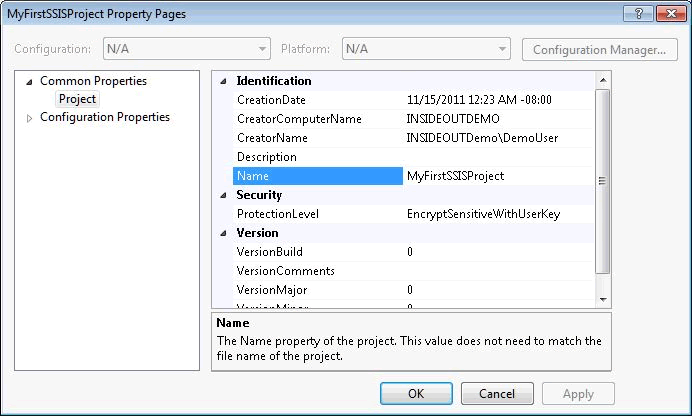 MyFirstSSISProject Property Pages
Configuration: N/A Platform: N/A Configuration Manager...
Common Properties
Project
Configuration Properties
Identification
CreationDate 11/15/2011 12:23 AM -08:00
CreatorComputerName INSIDEOUTDEMO
CreatorName INSIDEOUTDemo\DemoUser
Description
Name MyFirstSSISProject
Security
ProtectionLevel EncryptSensitiveWithUserKey
Version
VersionBuild 0
VersionComments
VersionMajor 0
VersionMinor 0
Name
The Name property of the project. This value does not need to match the
file name of the project.
OK Cancel Apply